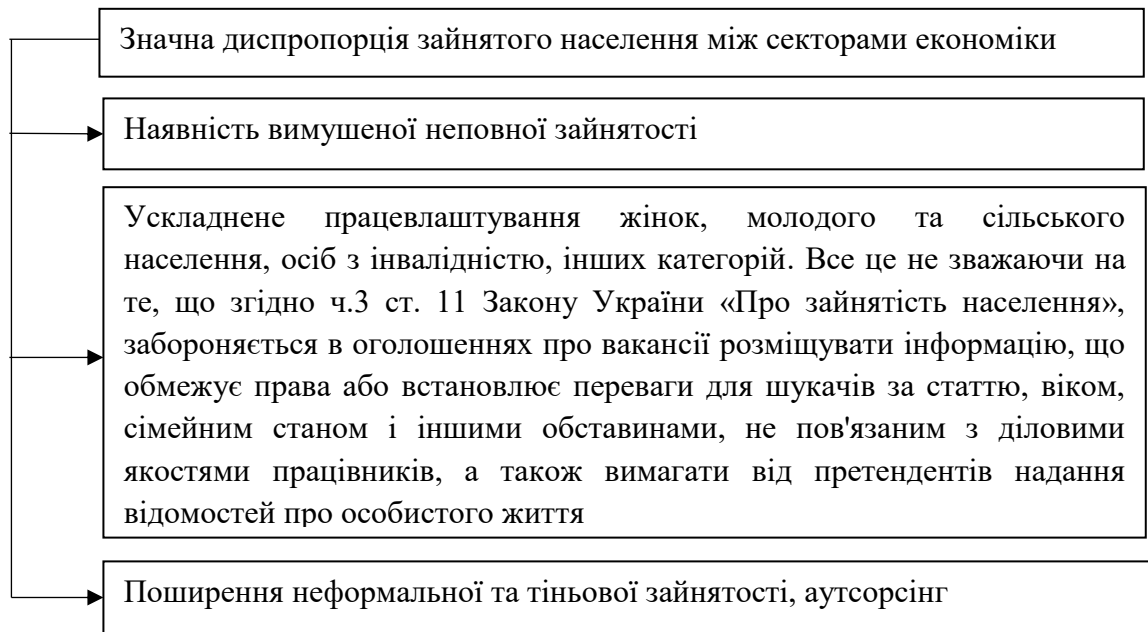 Значна диспропорція зайнятого населення між секторами економіки
Наявність вимушеної неповної зайнятості
Ускладнене працевлаштування жінок, молодого та сільського
населення, осіб з інвалідністю, інших категорій. Все це не зважаючи на
те, що згідно ч.3 ст. 11 Закону України «Про зайнятість населення»,
забороняється в оголошеннях про вакансії розміщувати інформацію, що
обмежує права або встановлює переваги для шукачів за статтю, віком,
сімейним станом і іншими обставинами, не пов'язаним з діловими
якостями працівників, а також вимагати від претендентів надання
відомостей про особистого життя
Поширення неформальної та тіньової зайнятості, аутсорсінг